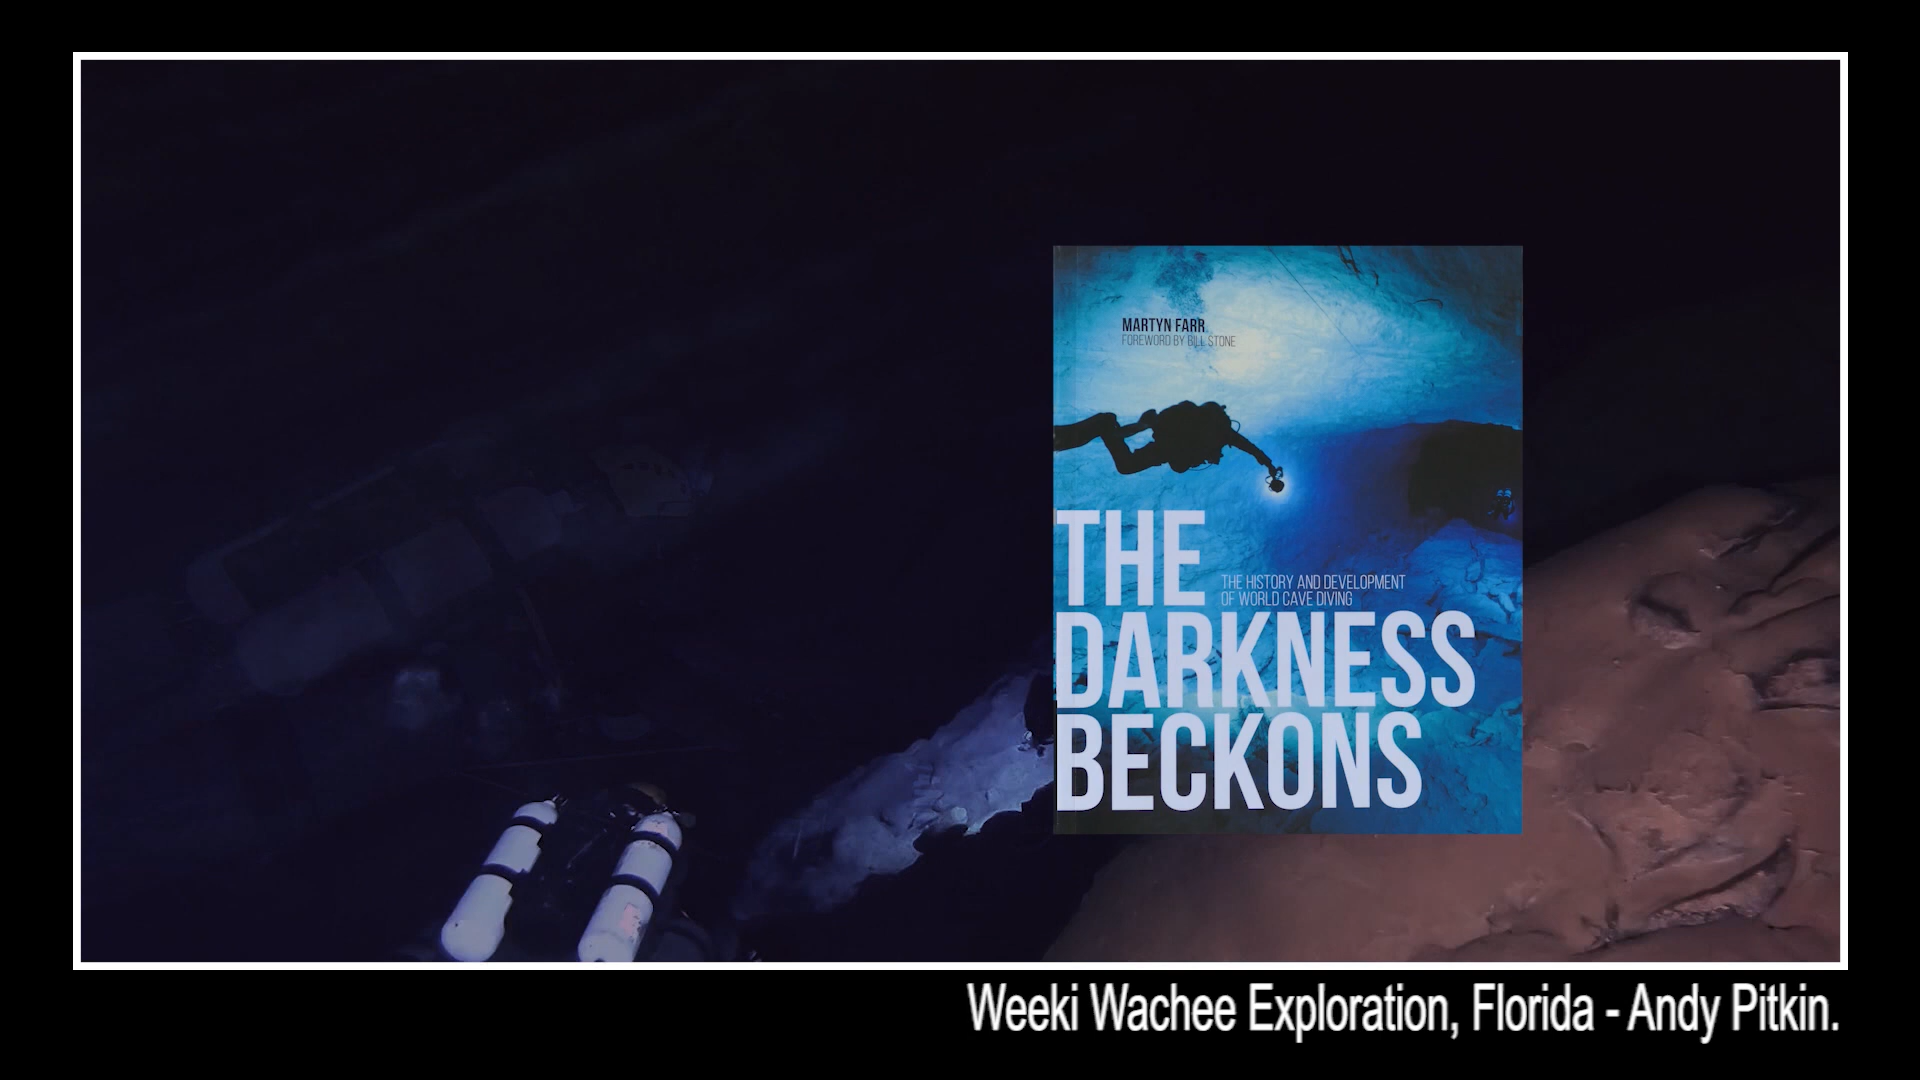 MARTYN FARR
FOREWORD BY BILL STONE
THE
THE HISTORY AND DEVELOPMENT
OF WORLD CAVE DIVING
DARKNESS
BECKONS
Weeki Wachee Exploration, Florida - Andy Pitkin.